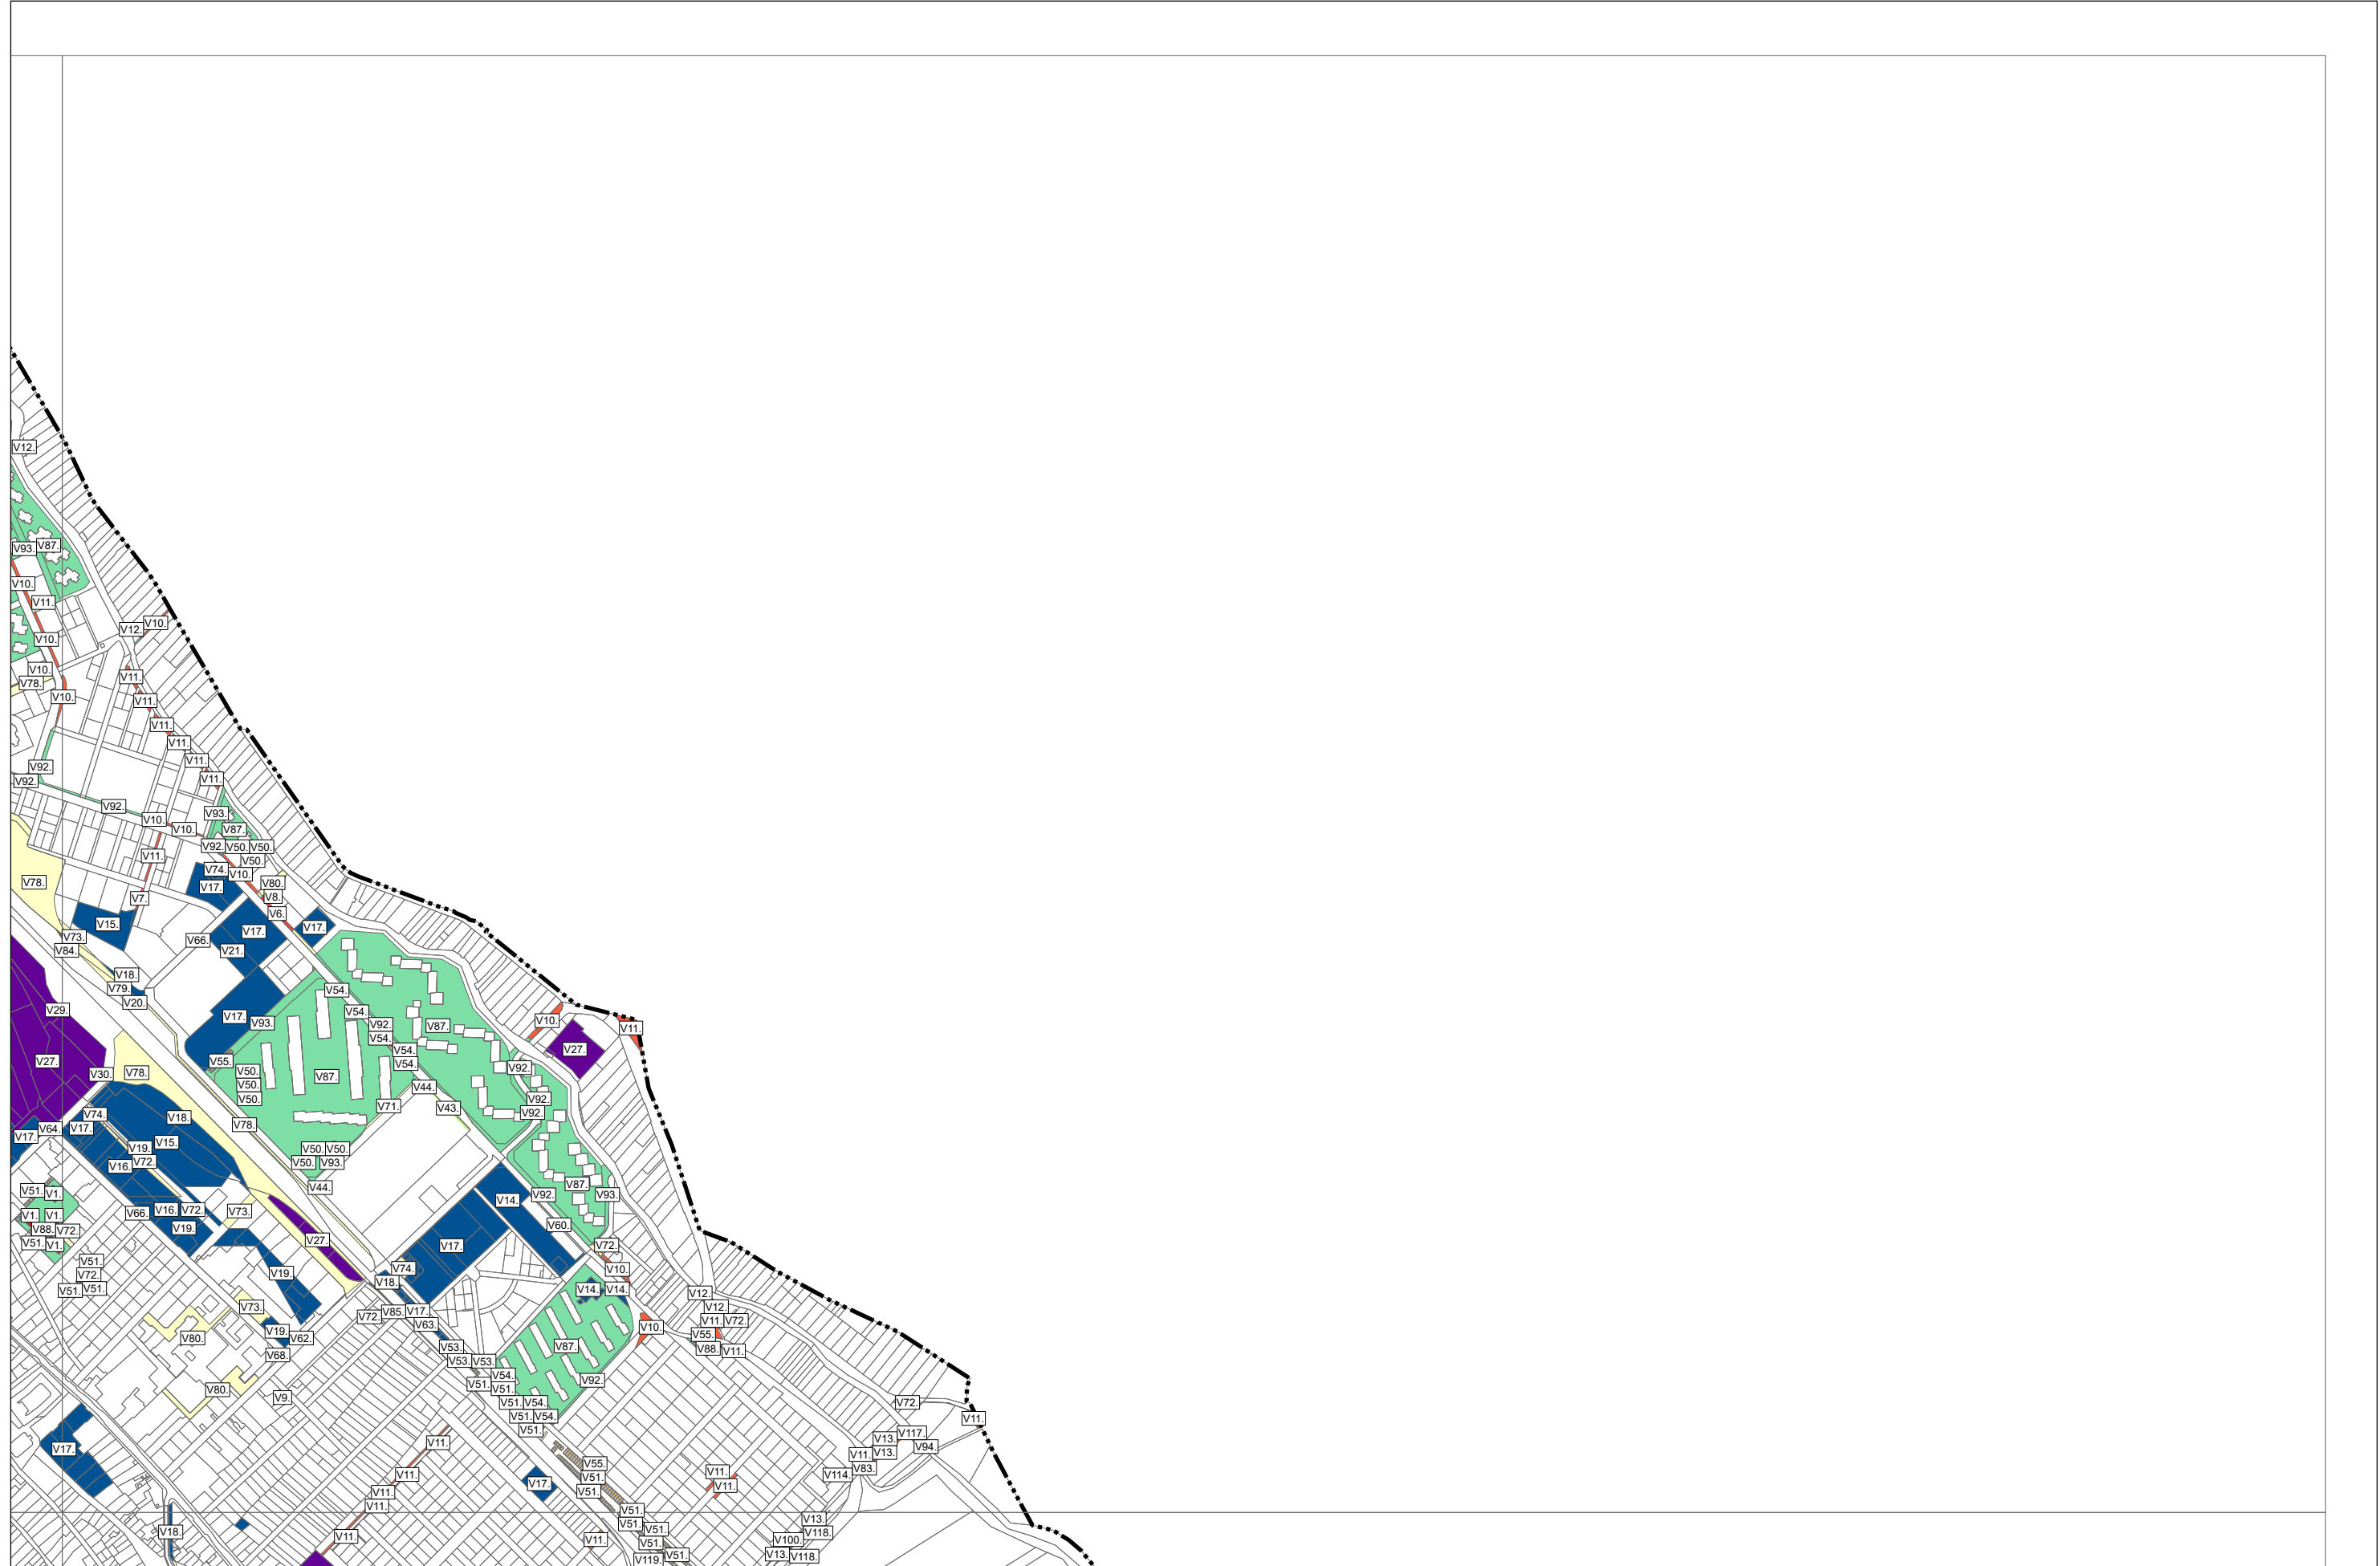 V12.
V93. V87.
V10.
V11.
V12. V10.
V10.
V10.
V78.
V11.
V10.
V11.
V11.
V11.
V11.
V92.
V92.
V11.
V92.
V93.
V10.
V10.
V87.
V92. V50. V50.
V11.
V50.
V74.
V10.
V78.
V17.
V80.
V7.
V8.
V6.
V15.
V17.
V17.
V73.
V66.
V84.
V21.
V18.
V79.
V54.
V20.
V29.
V54.
V17.
V93.
V92.
V87.
V10.
V11.
V54.
V54.
V27.
V27.
V55.
V54.
V92.
V30.
V78.
V50.
V87.
V50.
V44.
V50.
V92.
V71.
V43.
V74.
V18.
V92.
V78.
V64.
V17.
V17.
V15.
V19.
V50. V50.
V16.
V72.
V50. V93.
V44.
V87.
V51. V1.
V92.
V93.
V14.
V16. V72.
V73.
V66.
V1. V1.
V60.
V88. V72.
V19.
V27.
V51. V1.
V72.
V17.
V51.
V74.
V10.
V72.
V19.
V18.
V51. V51.
V14. V14.
V12.
V73.
V12.
V85. V17.
V72.
V11. V72.
V63.
V10.
V19.
V55.
V80.
V62.
V53.
V87.
V88. V11.
V68.
V53. V53.
V54.
V92.
V80.
V51. V51.
V9.
V51. V54.
V72.
V51. V54.
V11.
V51.
V117.
V11.
V13.
V94.
V17.
V11. V13.
V55.
V83.
V11.
V11.
V114.
V51.
V17.
V11.
V11.
V51.
V11.
V51.
V13.
V51.
V51.
V18.
V118.
V11.
V11.
V100.
V51.
V13. V118.
V119. V51.